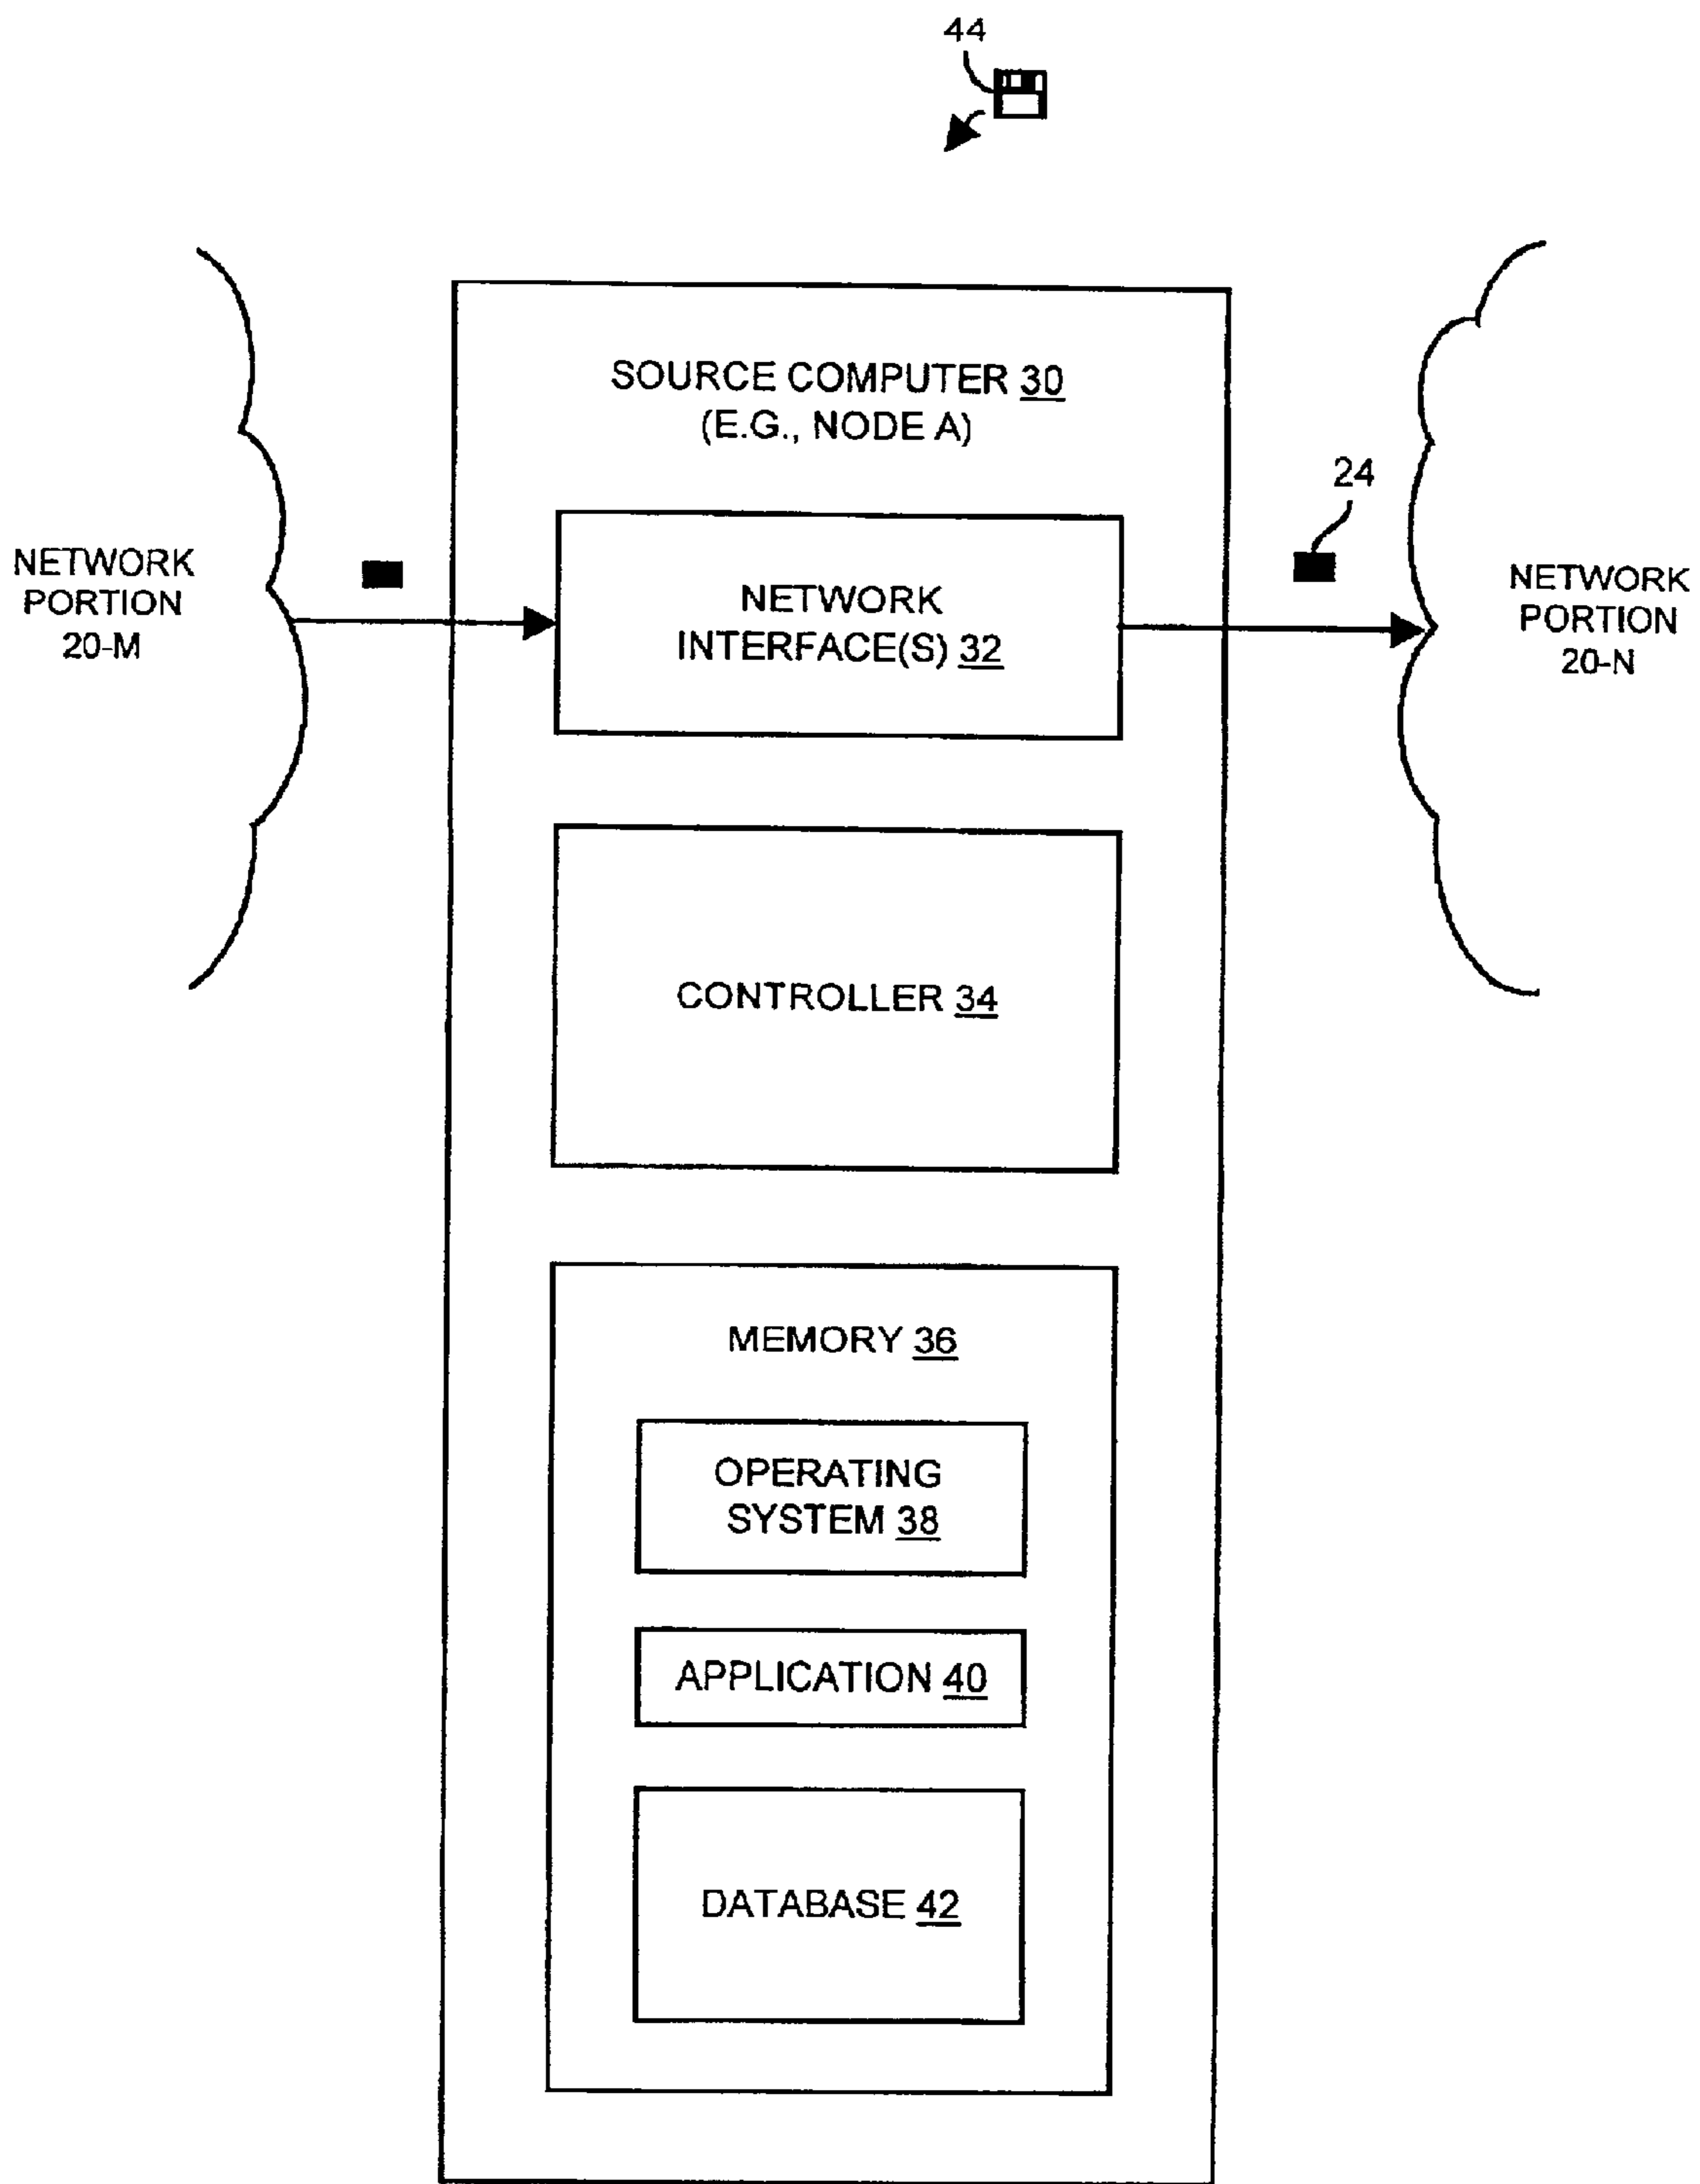 44
SOURCE COMPUTER 30
(E.G., NODE A)
24
NETWORK
PORTION
20-M
NETWORK
INTERFACE(S) 32
NETWORK
PORTION
20-N
CONTROLLER 34
MEMORY 36
OPERATING
SYSTEM 38
APPLICATION 40
DATABASE 42